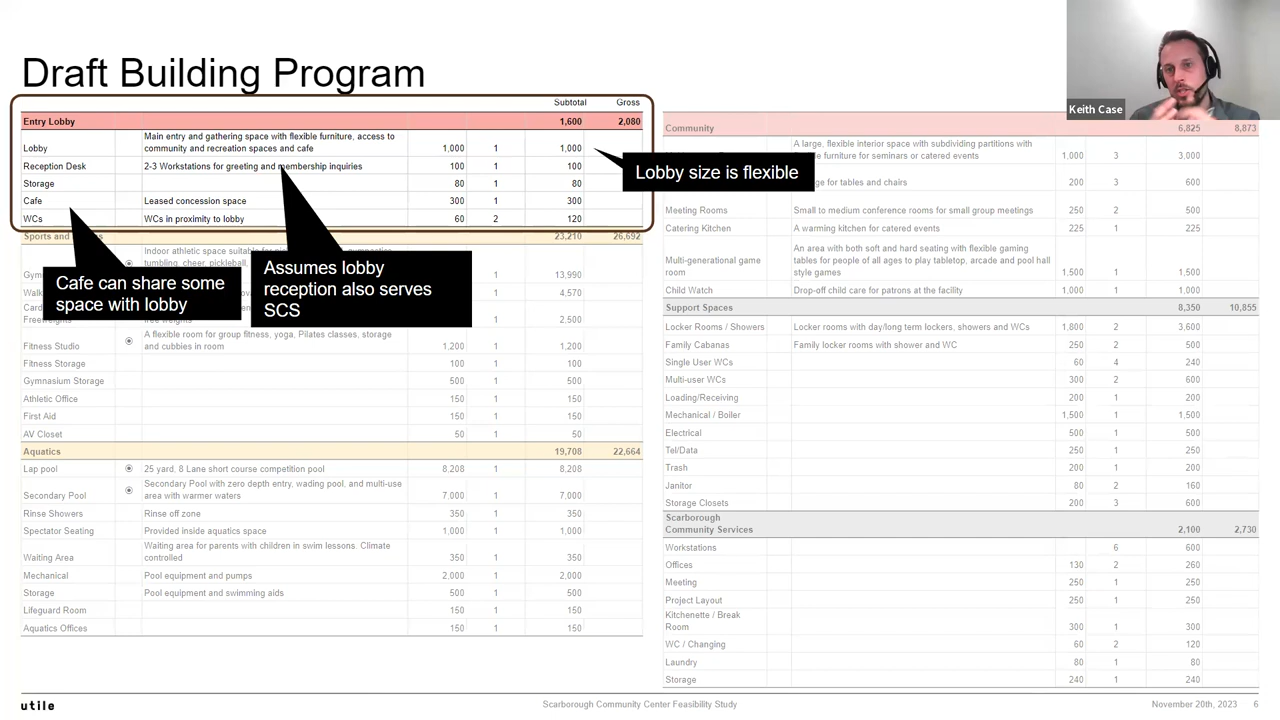 Draft Building Program
Keith Case
Subtotal Gross
Entry Lobby 1,600 2,080
Main entry and gathering space with flexible furniture, access to
Lobby community and recreation spaces and cafe 1,000 1 1,000
Reception Desk 2-3 Workstations for greeting and membership inquiries 100 1 100
Storage 80 1 80
Cafe Leased concession space 300 1 300
WCs WCs in proximity to lobby 60 2 120
Lobby size is flexible
Assumes lobby
reception also serves
SCS
Cafe can share some
space with lobby
Sports and 23,210 26,692
Indoor athletic space suitable for
tumbling, cheer, pickleball,
1 13,990
1 4,570
1 2,500
A flexible room for group fitness, yoga, Pilates classes, storage
Fitness Studio and cubbies in room 1,200 1 1,200
Fitness Storage 100 1 100
Gymnasium Storage 500 1 500
Athletic Office 150 1 150
First Aid 150 1 150
AV Closet 50 1 50
Aquatics 19,708 22,664
Lap pool 25 yard, 8 Lane short course competition pool 8,208 1 8,208
Secondary Pool with zero depth entry, wading pool, and multi-use
Secondary Pool area with warmer waters 7,000 1 7,000
Rinse Showers Rinse off zone 350 1 350
Spectator Seating Provided inside aquatics space 1,000 1 1,000
Waiting area for parents with children in swim lessons. Climate
Waiting Area controlled 350 1 350
Mechanical Pool equipment and pumps 2,000 1 2,000
Storage Pool equipment and swimming aids 500 1 500
Lifeguard Room 150 1 150
Aquatics Offices 150 1 150
Community 6,825 8,873
A large, flexible interior space with subdividing partitions with
furniture for seminars or catered events 1,000 3 3,000
for tables and chairs 200 3 600
Meeting Rooms Small to medium conference rooms for small group meetings 250 2 500
Catering Kitchen A warming kitchen for catered events 225 1 225
An area with both soft and hard seating with flexible gaming
Multi-generational game tables for people of all ages to play tabletop, arcade and pool hall
room style games 1,500 1 1,500
Child Watch Drop-off child care for patrons at the facility 1,000 1 1,000
Support Spaces 8,350 10,855
Locker Rooms / Showers Locker rooms with day/long term lockers, showers and WCs 1,800 2 3,600
Family Cabanas Family locker rooms with shower and WC 250 2 500
Single User WCs 60 4 240
Multi-user WCs 300 2 600
Loading/Receiving 200 1 200
Mechanical / Boiler 1,500 1 1,500
Electrical 500 1 500
Tel/Data 250 1 250
Trash 200 1 200
Janitor 80 2 160
Storage Closets 200 3 600
Scarborough
Community Services 2,100 2,730
Workstations 6 600
Offices 130 2 260
Meeting 250 1 250
Project Layout 250 1 250
Kitchenette / Break
Room 300 1 300
WC / Changing 60 2 120
Laundry 80 1 80
Storage 240 1 240
utile
Scarborough Community Center Feasibility Study
November 20th, 2023 6